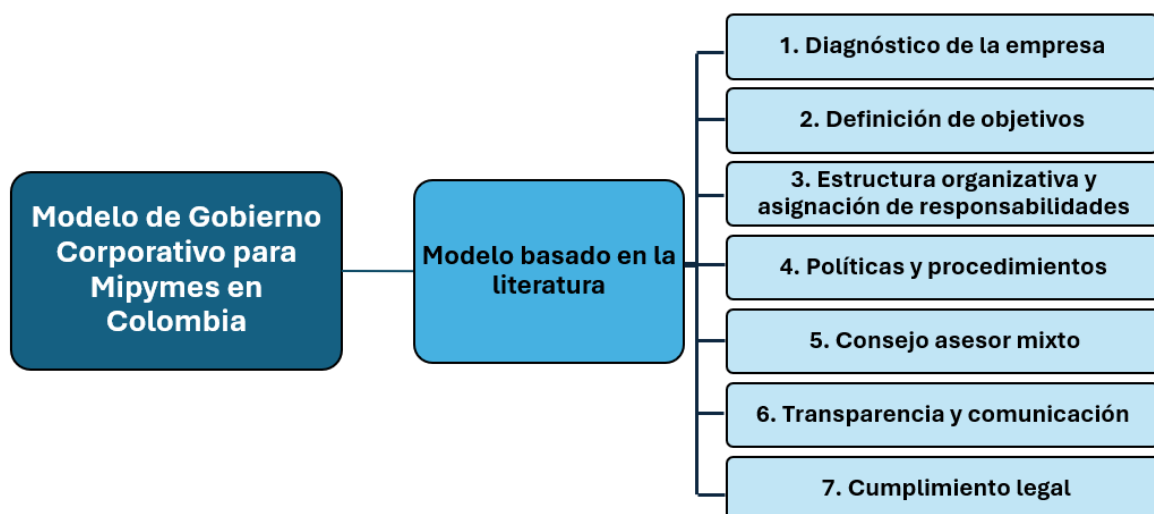 Modelo de Gobierno
Corporativo para
Mipymes en
Colombia
Modelo basado en la
literatura
1. Diagnóstico de la empresa
2. Definición de objetivos
3. Estructura organizativa y
asignación de responsabilidades
4. Políticas y procedimientos
5. Consejo asesor mixto
6. Transparencia y comunicación
7. Cumplimiento legal